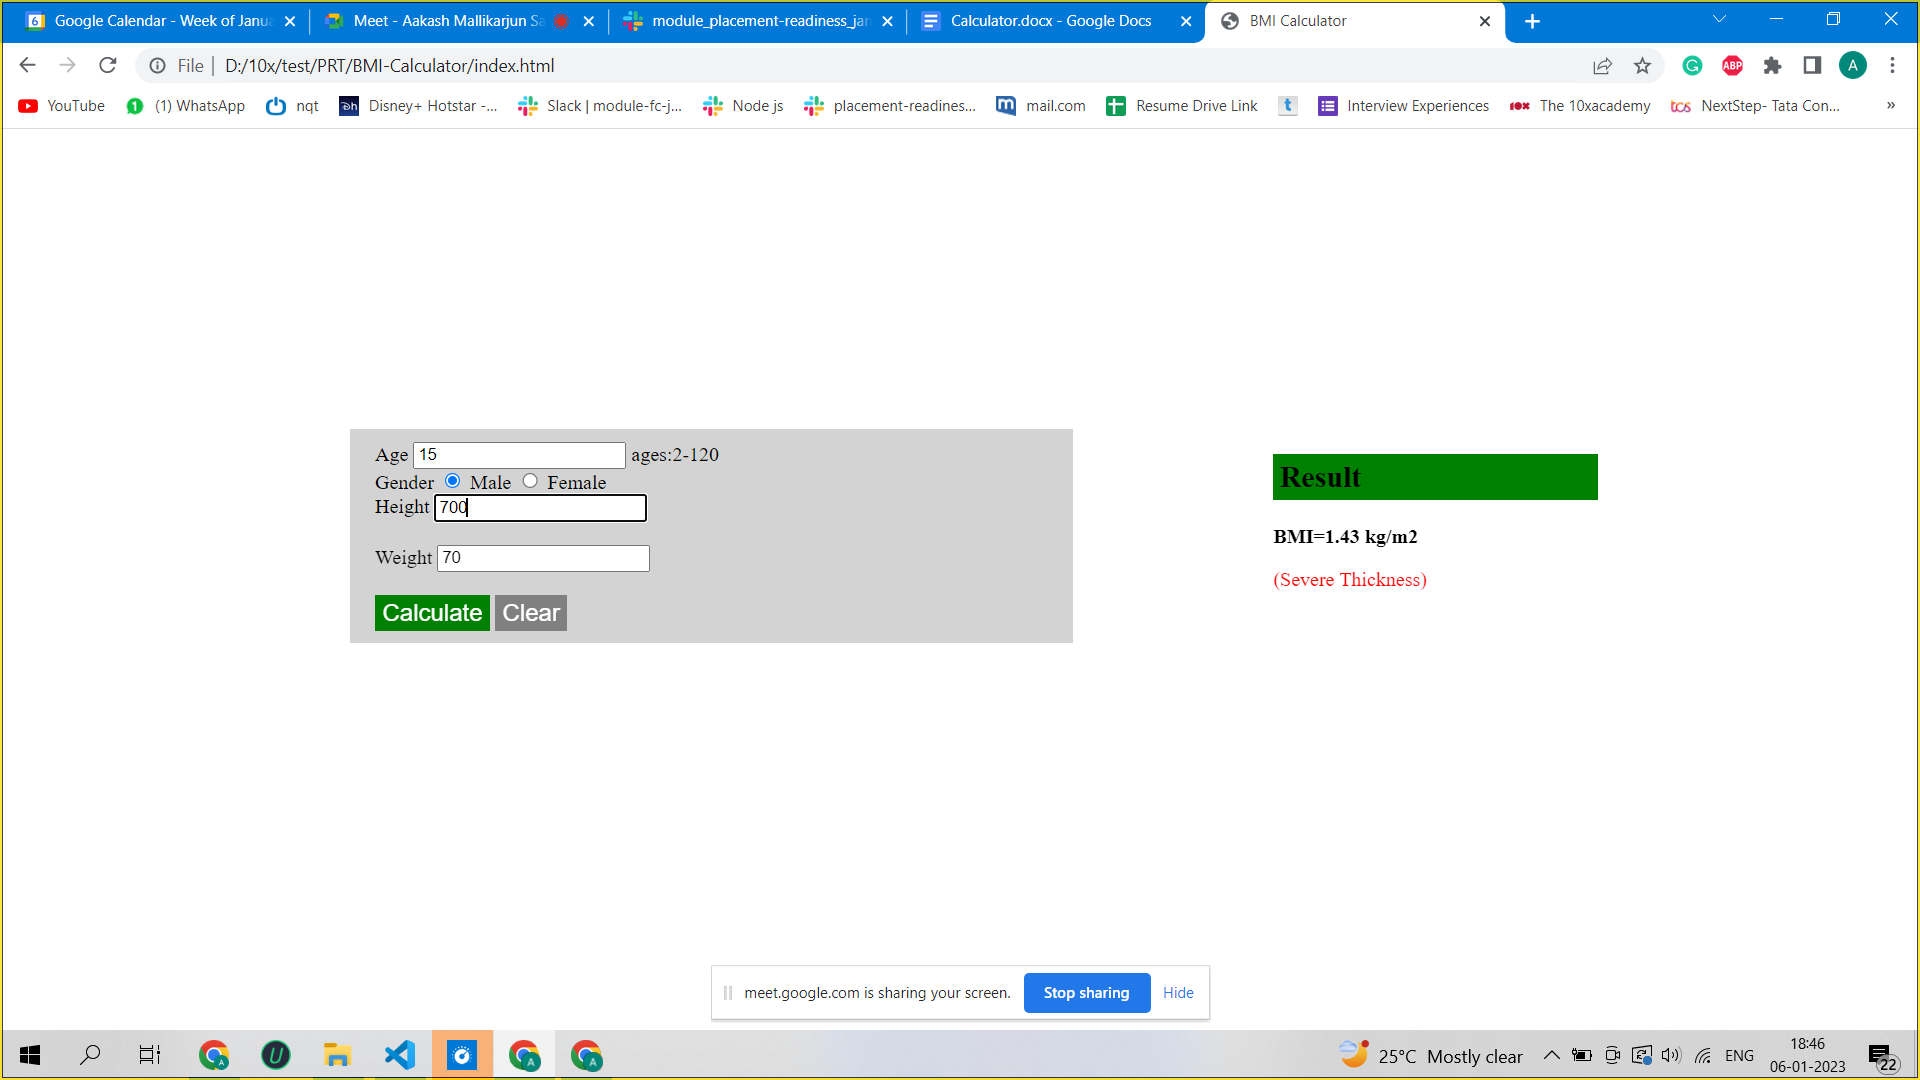 Google Calendar - Week of Janua
Meet - Aakash Mallikarjun Sa
module_placement-readiness_jan
Calculator.docx - Google Docs
BMI Calculator
File | D:/10x/test/PRT/BMI-Calculator/index.html
ABP
A
YouTube
(1) WhatsApp
nqt
Disney+ Hotstar -...
Slack | module-fc-j...
Node js
placement-readines...
mail.com
Resume Drive Link
Interview Experiences
The 10xacademy
NextStep- Tata Con...
»
Age 15 ages:2-120
Gender Male Female
Height 700
Weight 70
Calculate Clear
Result
BMI=1.43 kg/m2
(Severe Thickness)
meet.google.com is sharing your screen. Stop sharing Hide
25°C Mostly clear
ENG
18:46
06-01-2023
22